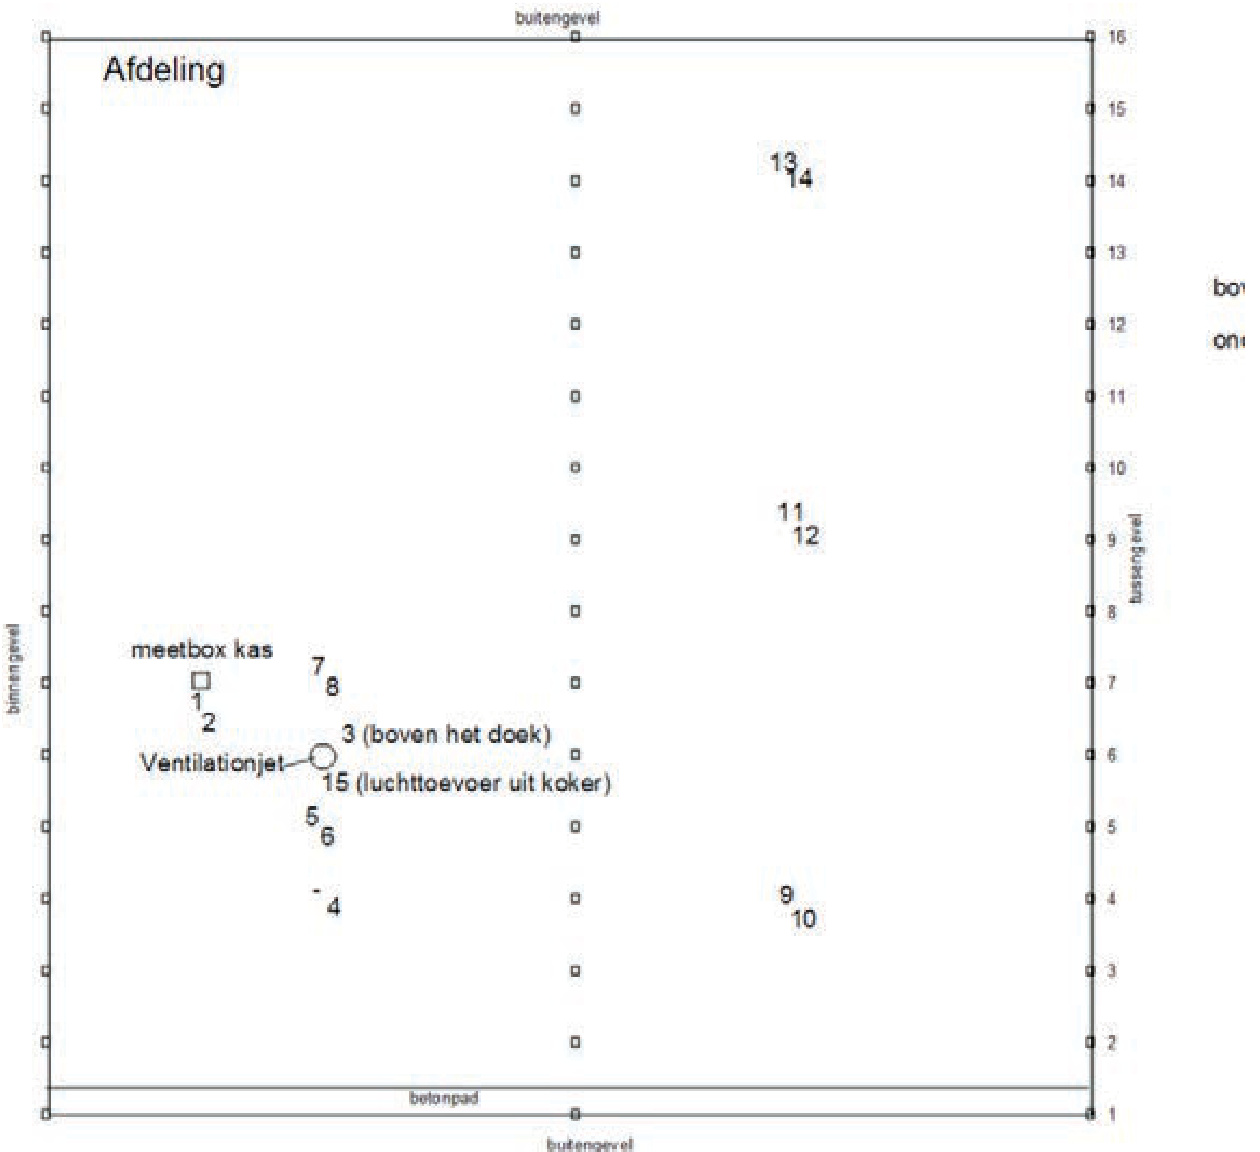 buitengevel
16
Afdeling
15
13
14
14
13
bov
12
ond
11
10
11
12
9
tussengevel
8
binnengevel
meetbox kas
7
8
7
1
2
3 (boven het doek)
Ventilationjet
6
15 (luchttoevoer uit koker)
5
6
5
-
4
9
10
4
3
2
betonpad
1
buitengevel